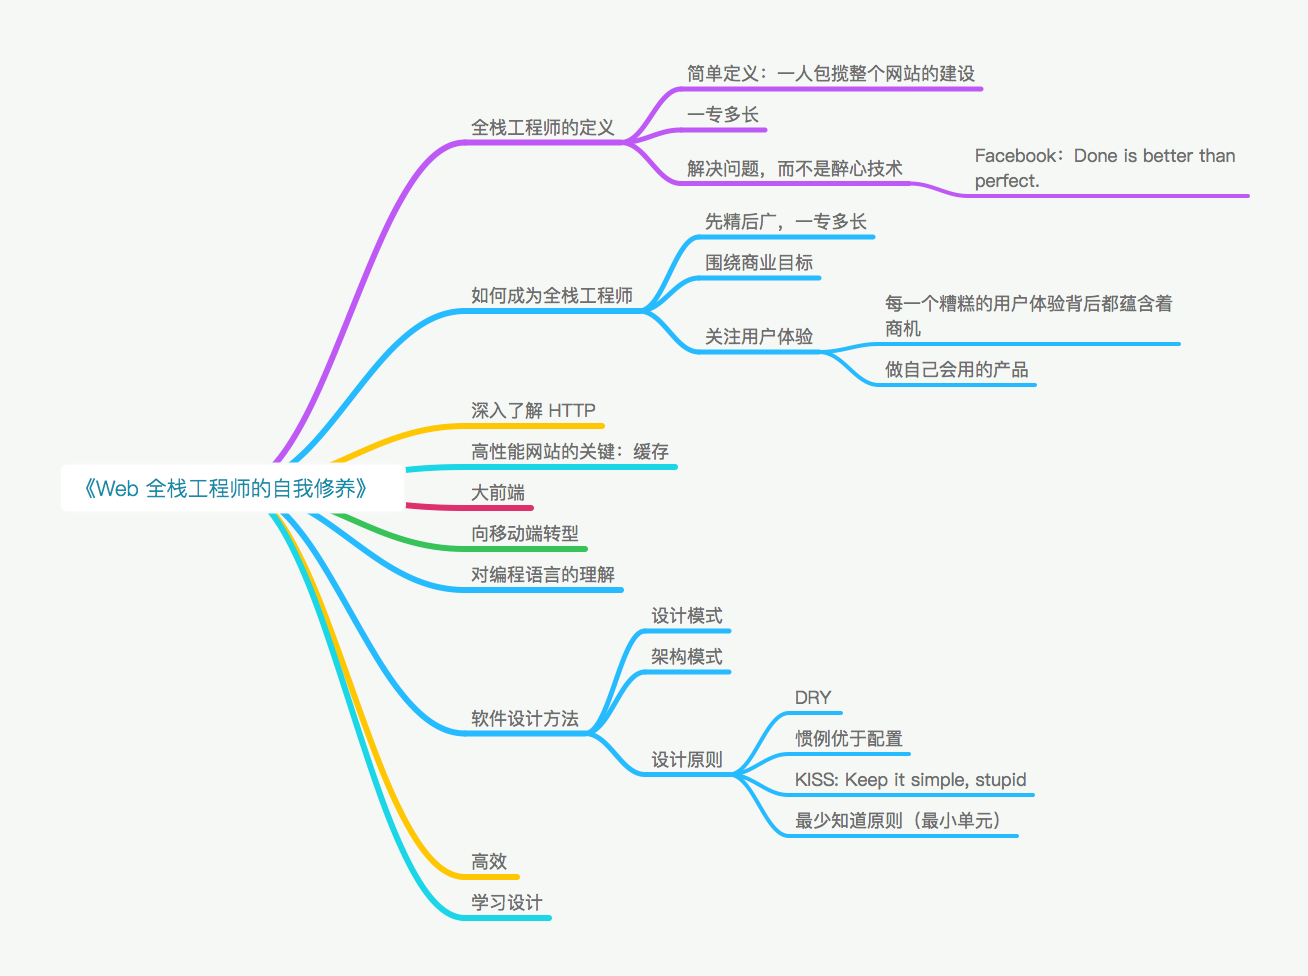 《Web 全栈工程师的自我修养》
全栈工程师的定义
简单定义：一人包揽整个网站的建设
一专多长
解决问题，而不是醉心技术
Facebook：Done is better than
perfect.
如何成为全栈工程师
先精后广，一专多长
围绕商业目标
关注用户体验
每一个糟糕的用户体验背后都蕴含着
商机
做自己会用的产品
深入了解 HTTP
高性能网站的关键：缓存
大前端
向移动端转型
对编程语言的理解
软件设计方法
设计模式
架构模式
设计原则
DRY
惯例优于配置
KISS: Keep it simple, stupid
最少知道原则（最小单元）
高效
学习设计